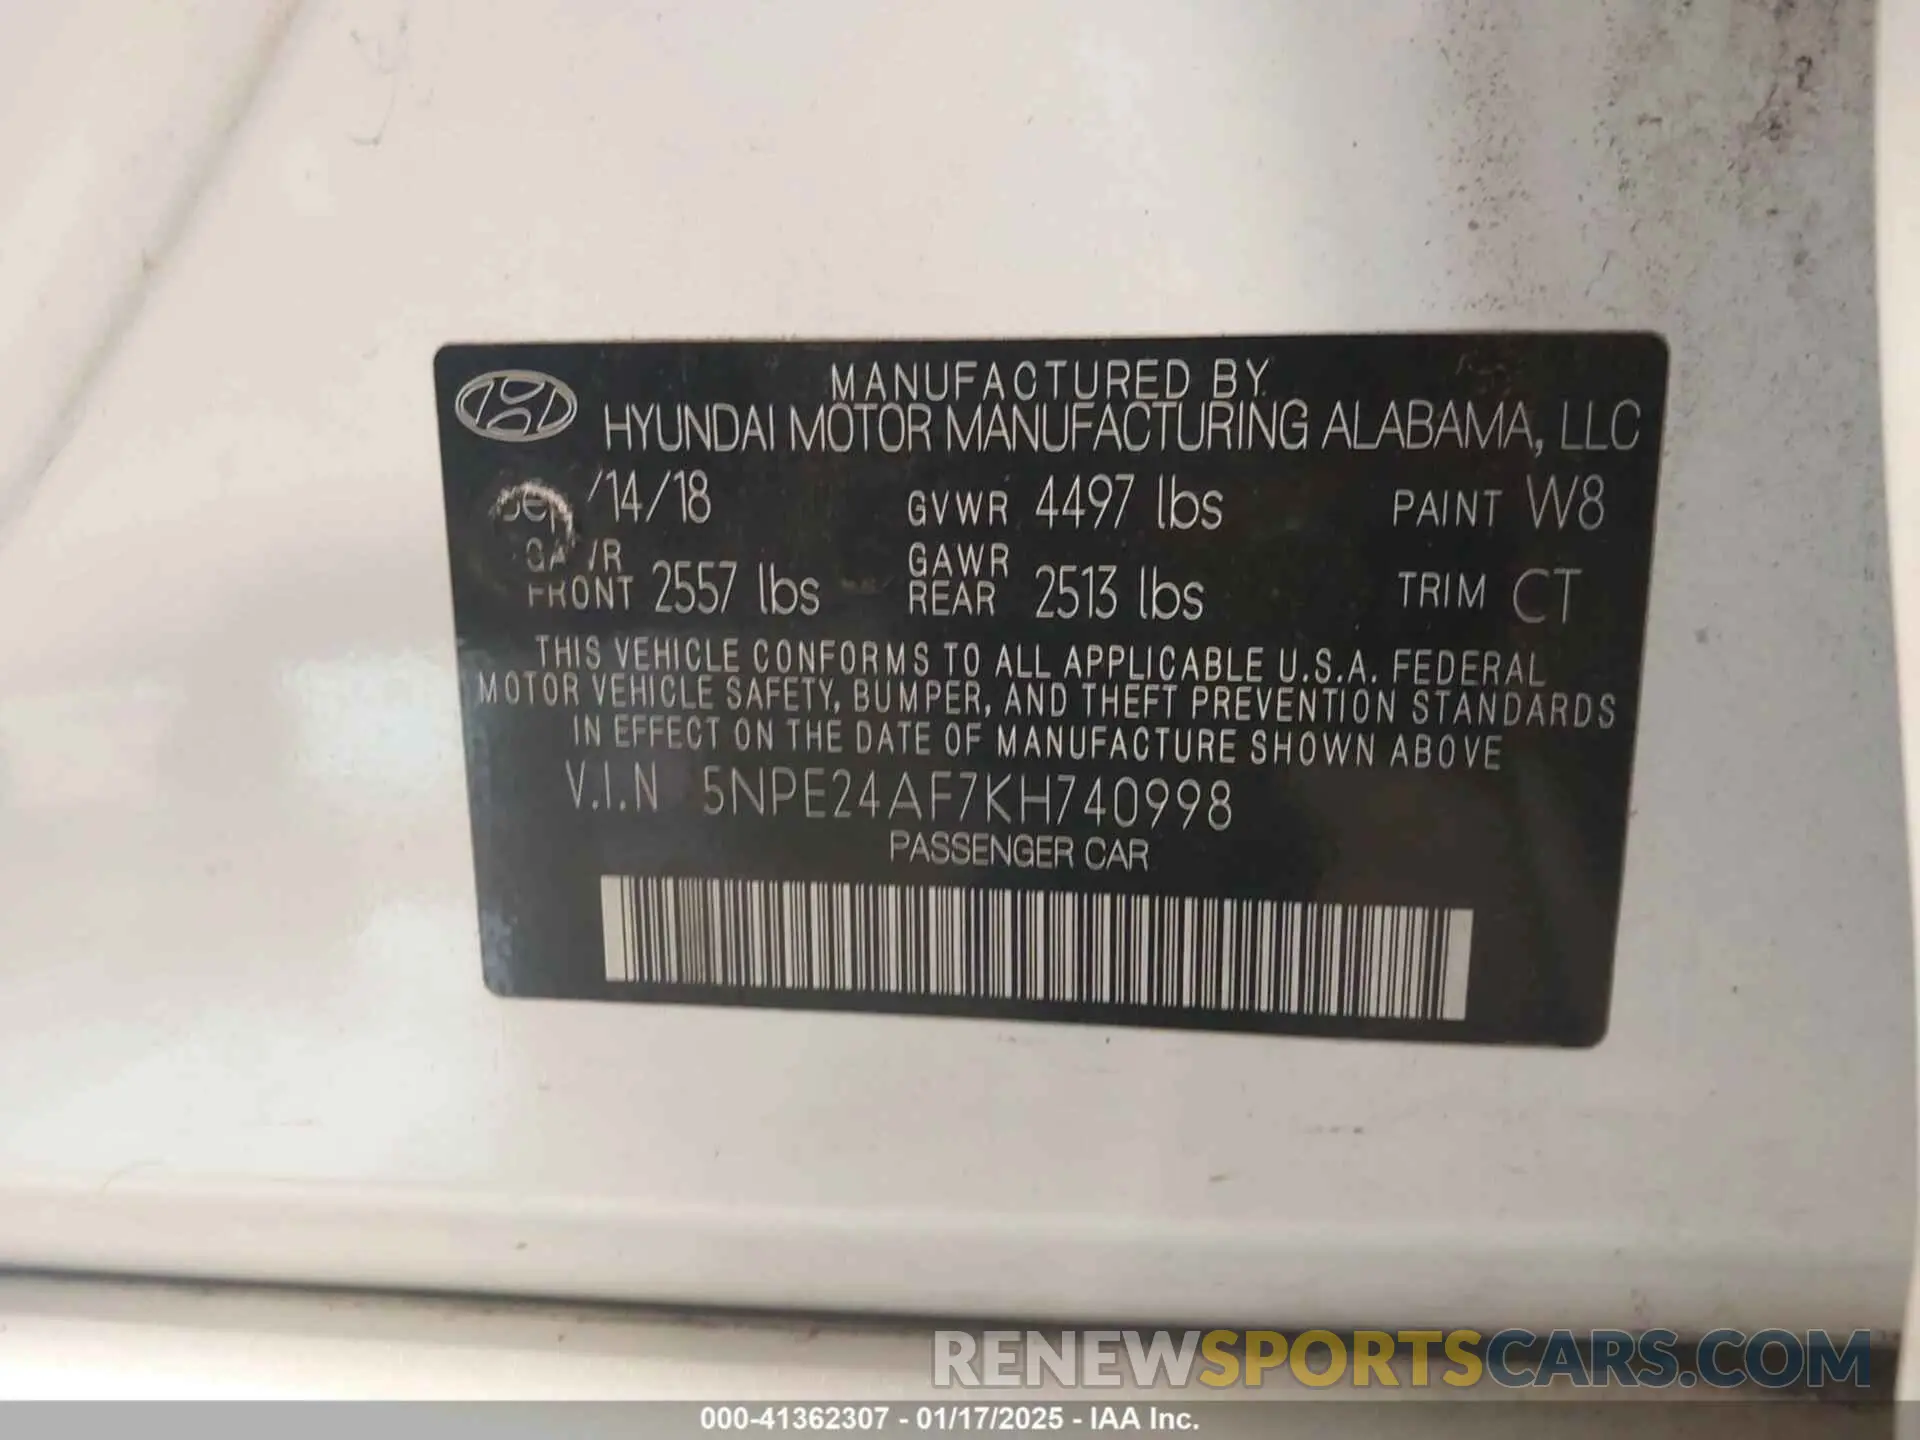 MANUFACTURED BY
HYUNDAI MOTOR MANUFACTURING ALABAMA, LLC
/14/18 GVWR 4497 lbs PAINT W8
GAWR FRONT 2557 lbs GAWR REAR 2513 lbs TRIM CT
THIS VEHICLE CONFORMS TO ALL APPLICABLE U.S.A. FEDERAL
MOTOR VEHICLE SAFETY, BUMPER, AND THEFT PREVENTION STANDARDS
IN EFFECT ON THE DATE OF MANUFACTURE SHOWN ABOVE
V.I.N 5NPE24AF7KH740998
PASSENGER CAR
RENEWSPORTSCARS.COM
000-41362307 - 01/17/2025 - IAA Inc.